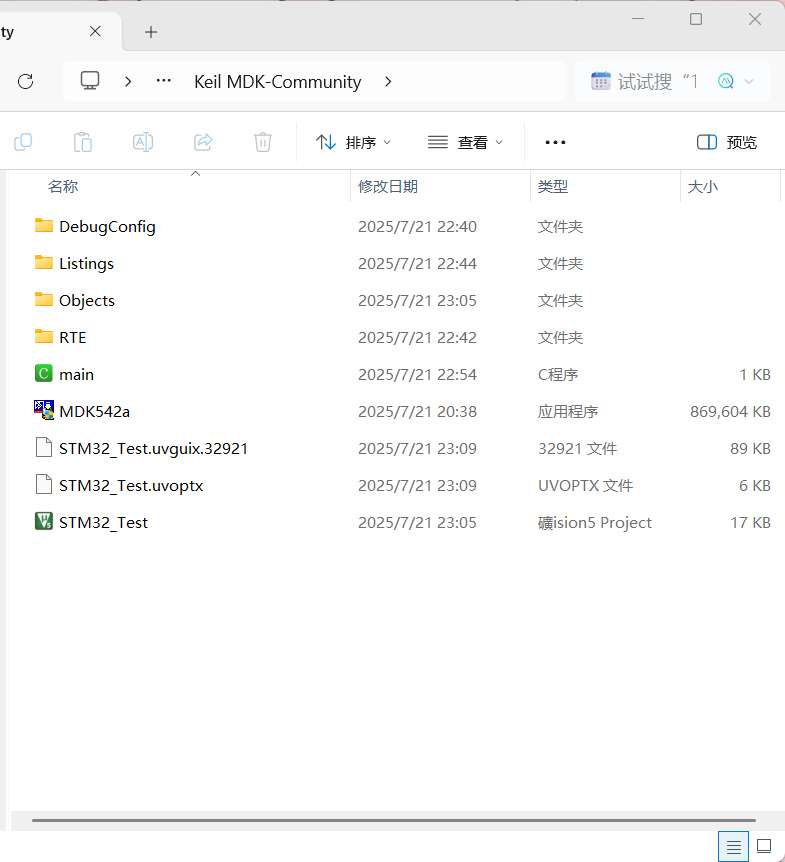 ty
Keil MDK-Community
试试搜 “1
排序
查看
预览
名称 修改日期 类型 大小
DebugConfig 2025/7/21 22:40 文件夹
Listings 2025/7/21 22:44 文件夹
Objects 2025/7/21 23:05 文件夹
RTE 2025/7/21 22:42 文件夹
main 2025/7/21 22:54 C程序 1 KB
MDK542a 2025/7/21 20:38 应用程序 869,604 KB
STM32_Test.uvguix.32921 2025/7/21 23:09 32921 文件 89 KB
STM32_Test.uvoptx 2025/7/21 23:09 UVOPTX 文件 6 KB
STM32_Test 2025/7/21 23:05 礦ision5 Project 17 KB